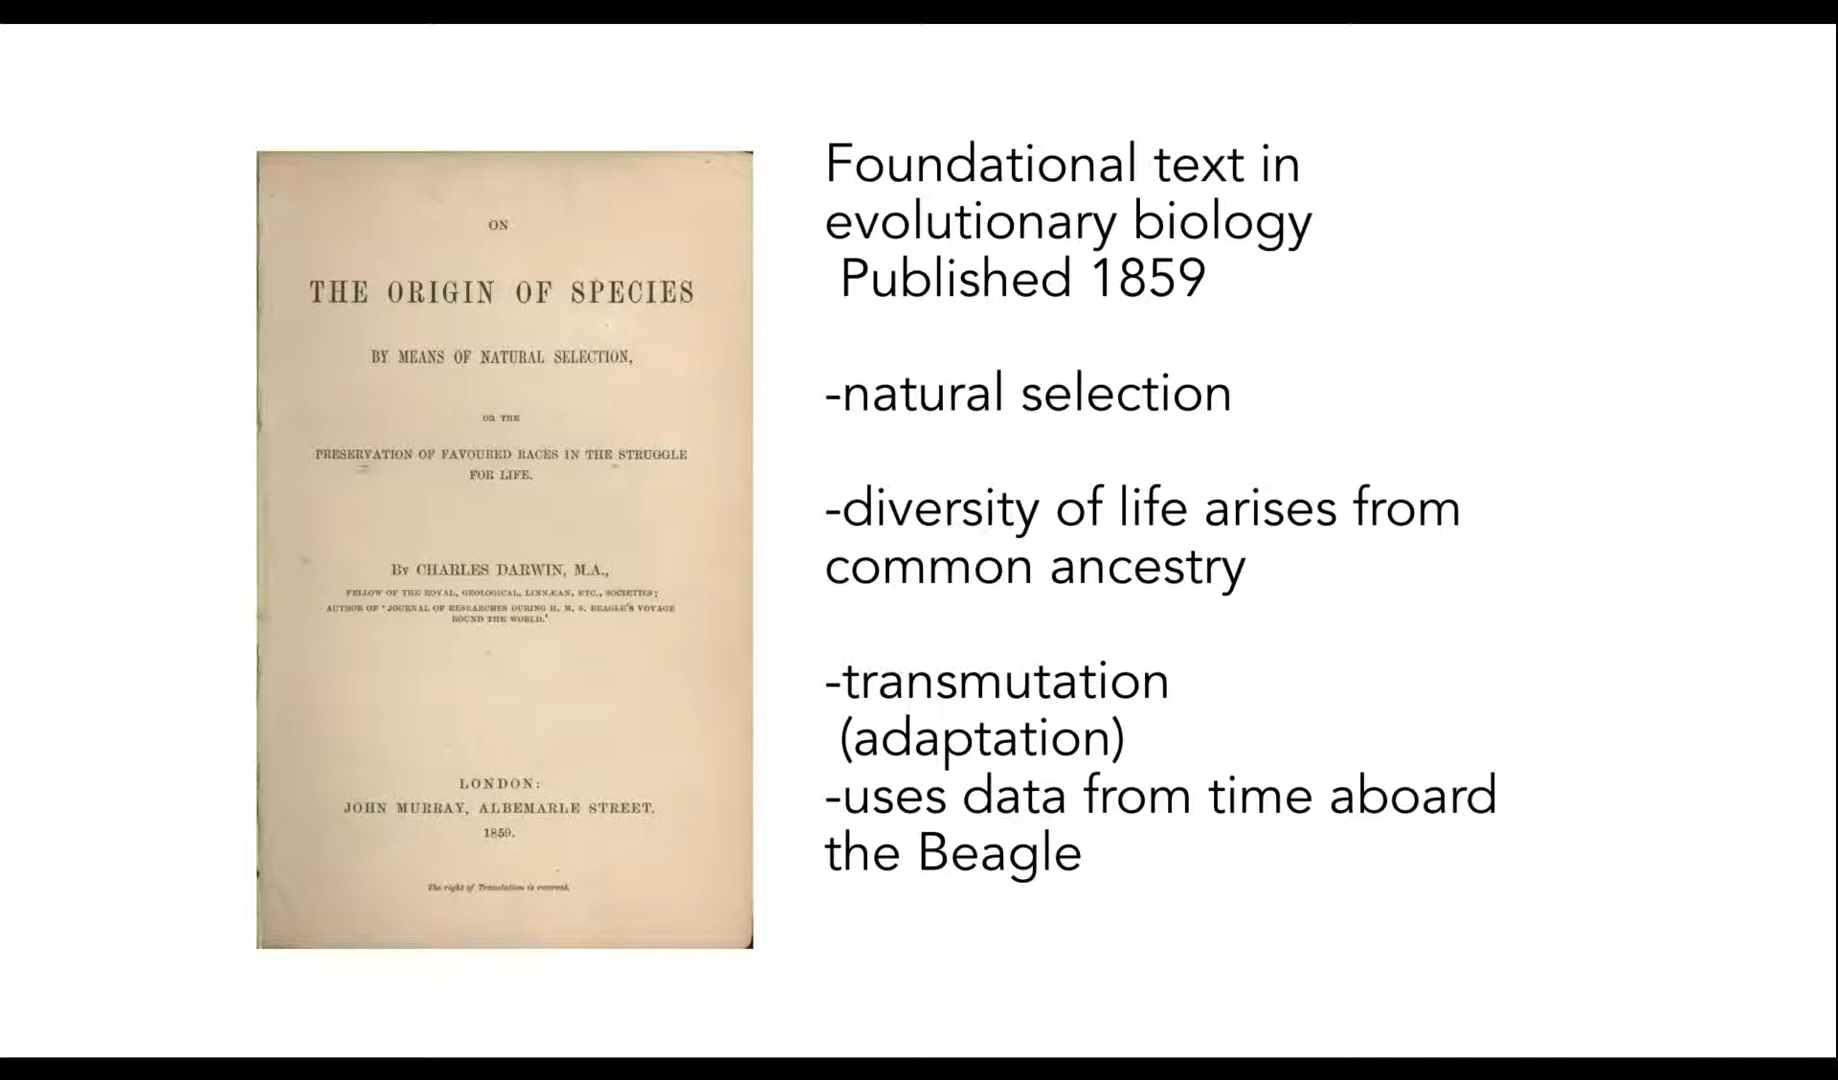 ON
THE ORIGIN OF SPECIES
BY MEANS OF NATURAL SELECTION,
OR THE
PRESERVATION OF FAVOURED RACES IN THE STRUGGLE
FOR LIFE.
BY CHARLES DARWIN, M.A.,
FELLOW OF THE ROYAL, GEOLOGICAL, LINNÆAN, ETC., SOCIETIES;
AUTHOR OF 'JOURNAL OF RESEARCHES DURING H. M. S. BEAGLE'S VOYAGE
ROUND THE WORLD.'
LONDON:
JOHN MURRAY, ALBEMARLE STREET.
1859.
The right of Translation is reserved.
Foundational text in
evolutionary biology
Published 1859
-natural selection
-diversity of life arises from
common ancestry
-transmutation
(adaptation)
-uses data from time aboard
the Beagle